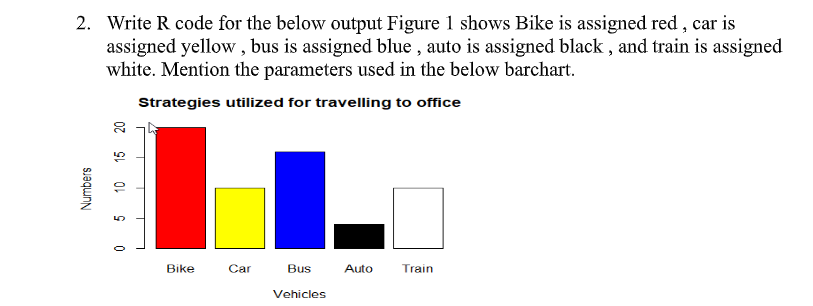 2. Write R code for the below output Figure 1 shows Bike is assigned red , car is
assigned yellow , bus is assigned blue , auto is assigned black , and train is assigned
white. Mention the parameters used in the below barchart.
Strategies utilized for travelling to office
20
15
10
5
0
Numbers
Bike Car Bus Auto Train
Vehicles